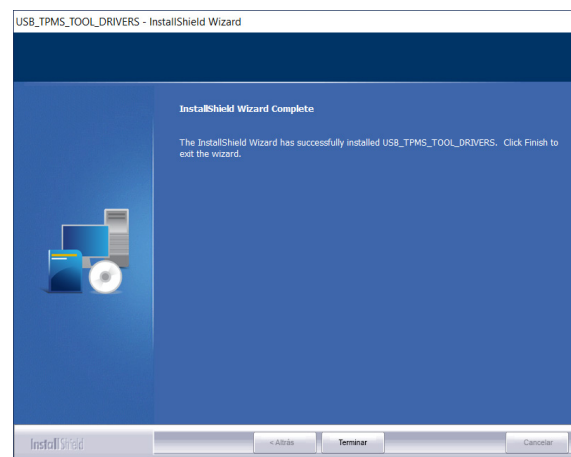 USB_TPMS_TOOL_DRIVERS - InstallShield Wizard
InstallShield Wizard Complete
The InstallShield Wizard has successfully installed USB_TPMS_TOOL_DRIVERS. Click Finish to
exit the wizard.
InstallShield
< Atrás
Terminar
Cancelar